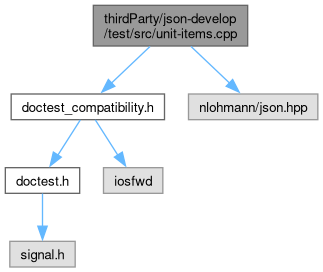 thirdParty/json-develop
/test/src/unit-items.cpp
doctest_compatibility.h
nlohmann/json.hpp
doctest.h
iosfwd
signal.h